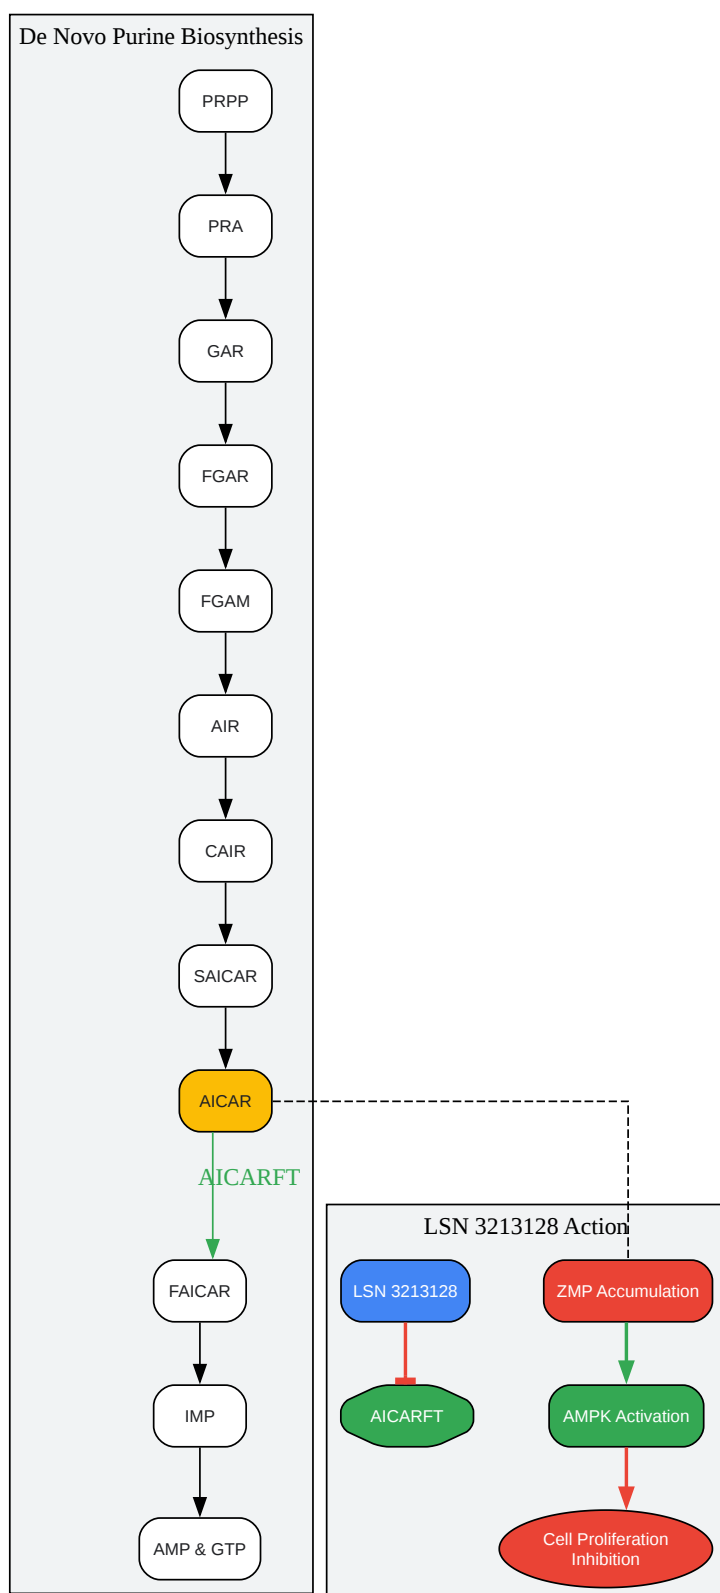 De Novo Purine Biosynthesis
PRPP
PRA
GAR
FGAR
FGAM
AIR
CAIR
SAICAR
AICAR
AICARFT
FAICAR
IMP
AMP & GTP
LSN 3213128 Action
LSN 3213128
AICARFT
ZMP Accumulation
AMPK Activation
Cell Proliferation
Inhibition